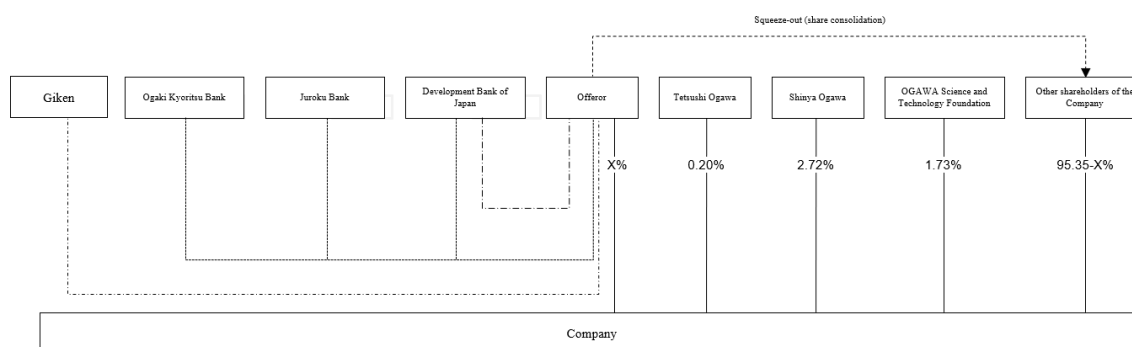 Squeeze-out (share consolidation)
Giken
Ogaki Kyoritsu Bank
Juroku Bank
Development Bank of
Japan
Offeror
Tetsushi Ogawa
Shinya Ogawa
OGAWA Science and
Technology Foundation
Other shareholders of the
Company
X%
0.20%
2.72%
1.73%
95.35-X%
Company